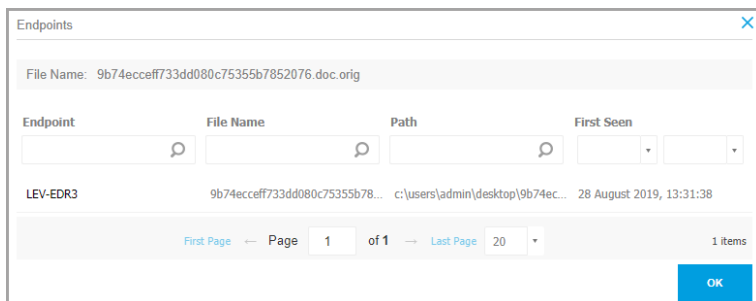 Endpoints
File Name: 9b74ecceff733dd080c75355b7852076.doc.orig
Endpoint File Name Path First Seen
LEV-EDR3 9b74ecceff733dd080c75355b78... c:\users\admin\desktop\9b74ec... 28 August 2019, 13:31:38
First Page ← Page 1 of 1 → Last Page 20 1 items
OK